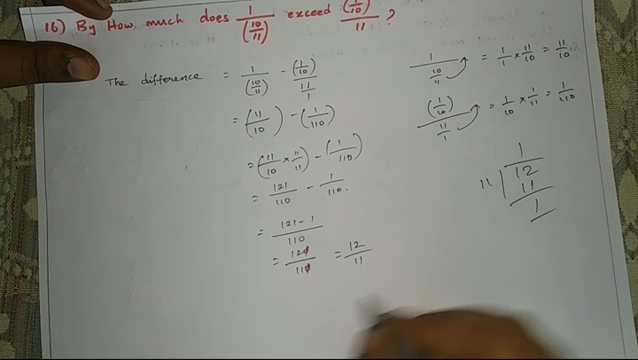 16) By How much does 1/(10/11) exceed (1/10)/11 ?
The difference = 1/(10/11) - (1/10)/(11/1)
= (11/10) - (1/110)
= (11/10 × 11/11) - (1/110)
= 121/110 - 1/110.
= 121-1/110
= 120/110 = 12/11
1/(10/11) = 1/1 × 11/10 = 11/10
(1/10)/(11/1) = 1/10 × 1/11 = 1/110
1
11 12
11
1